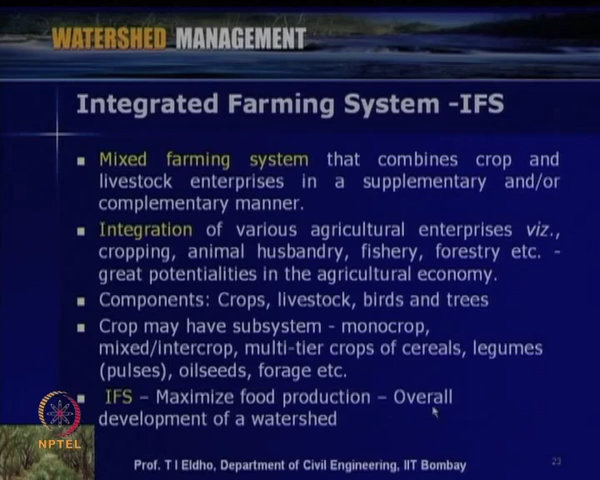 WATERSHED MANAGEMENT
Integrated Farming System -IFS
Mixed farming system that combines crop and
livestock enterprises in a supplementary and/or
complementary manner.
Integration of various agricultural enterprises viz.,
cropping, animal husbandry, fishery, forestry etc. -
great potentialities in the agricultural economy.
Components: Crops, livestock, birds and trees
Crop may have subsystem - monocrop,
mixed/intercrop, multi-tier crops of cereals, legumes
(pulses), oilseeds, forage etc.
IFS – Maximize food production – Overall
development of a watershed
NPTEL
Prof. T I Eldho, Department of Civil Engineering, IIT Bombay
23